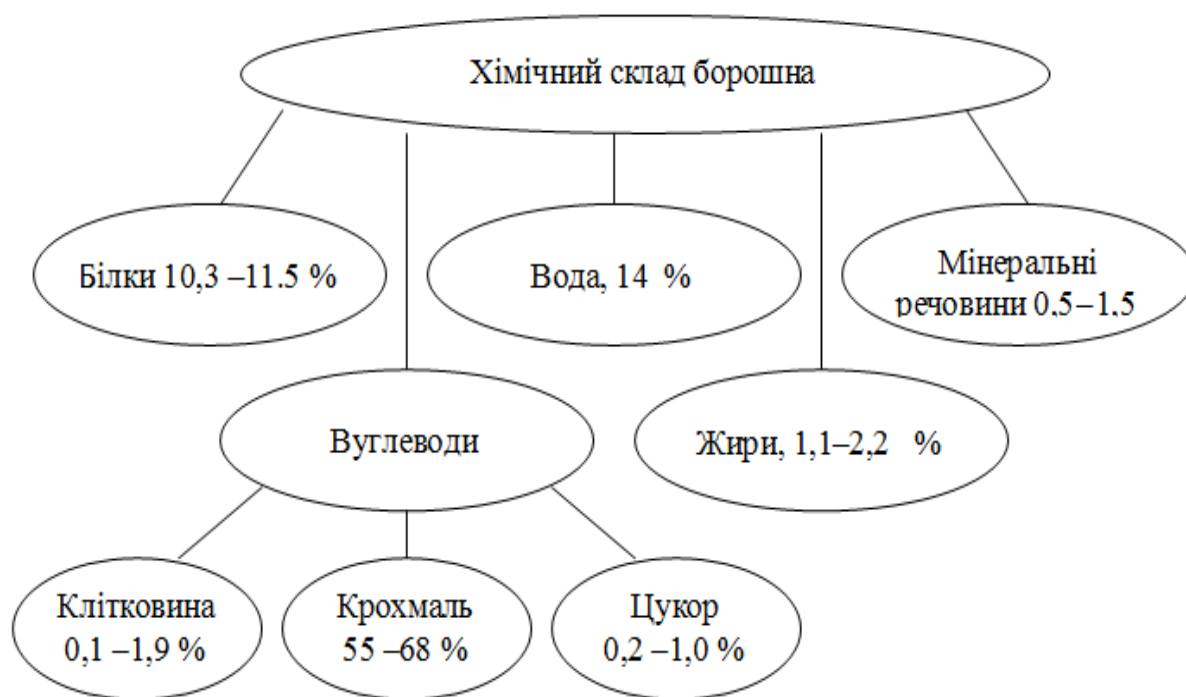 Хімічний склад борошна
Білки 10,3 –11.5 %
Вода, 14 %
Мінеральні
речовини 0,5–1,5
Вуглеводи
Жири, 1,1–2,2 %
Клітковина
0,1 –1,9 %
Крохмаль
55 –68 %
Цукор
0,2 –1,0 %